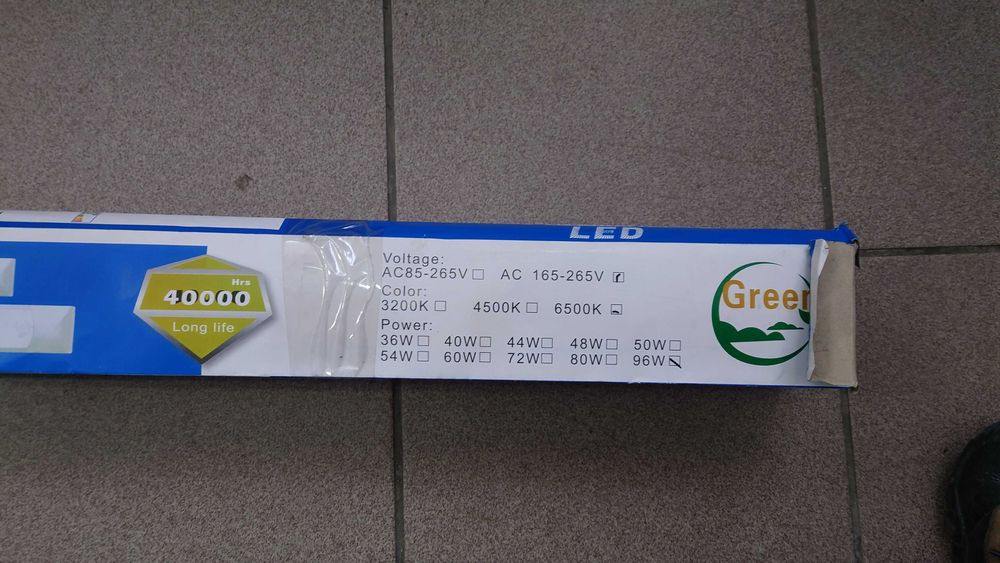 LED
Voltage:
AC85-265V☐ AC 165-265V☑
Color:
3200K☐ 4500K☐ 6500K☑
Power:
36W☐ 40W☐ 44W☐ 48W☐ 50W☐
54W☐ 60W☐ 72W☐ 80W☐ 96W☑
Hrs
40000
Long life
Green